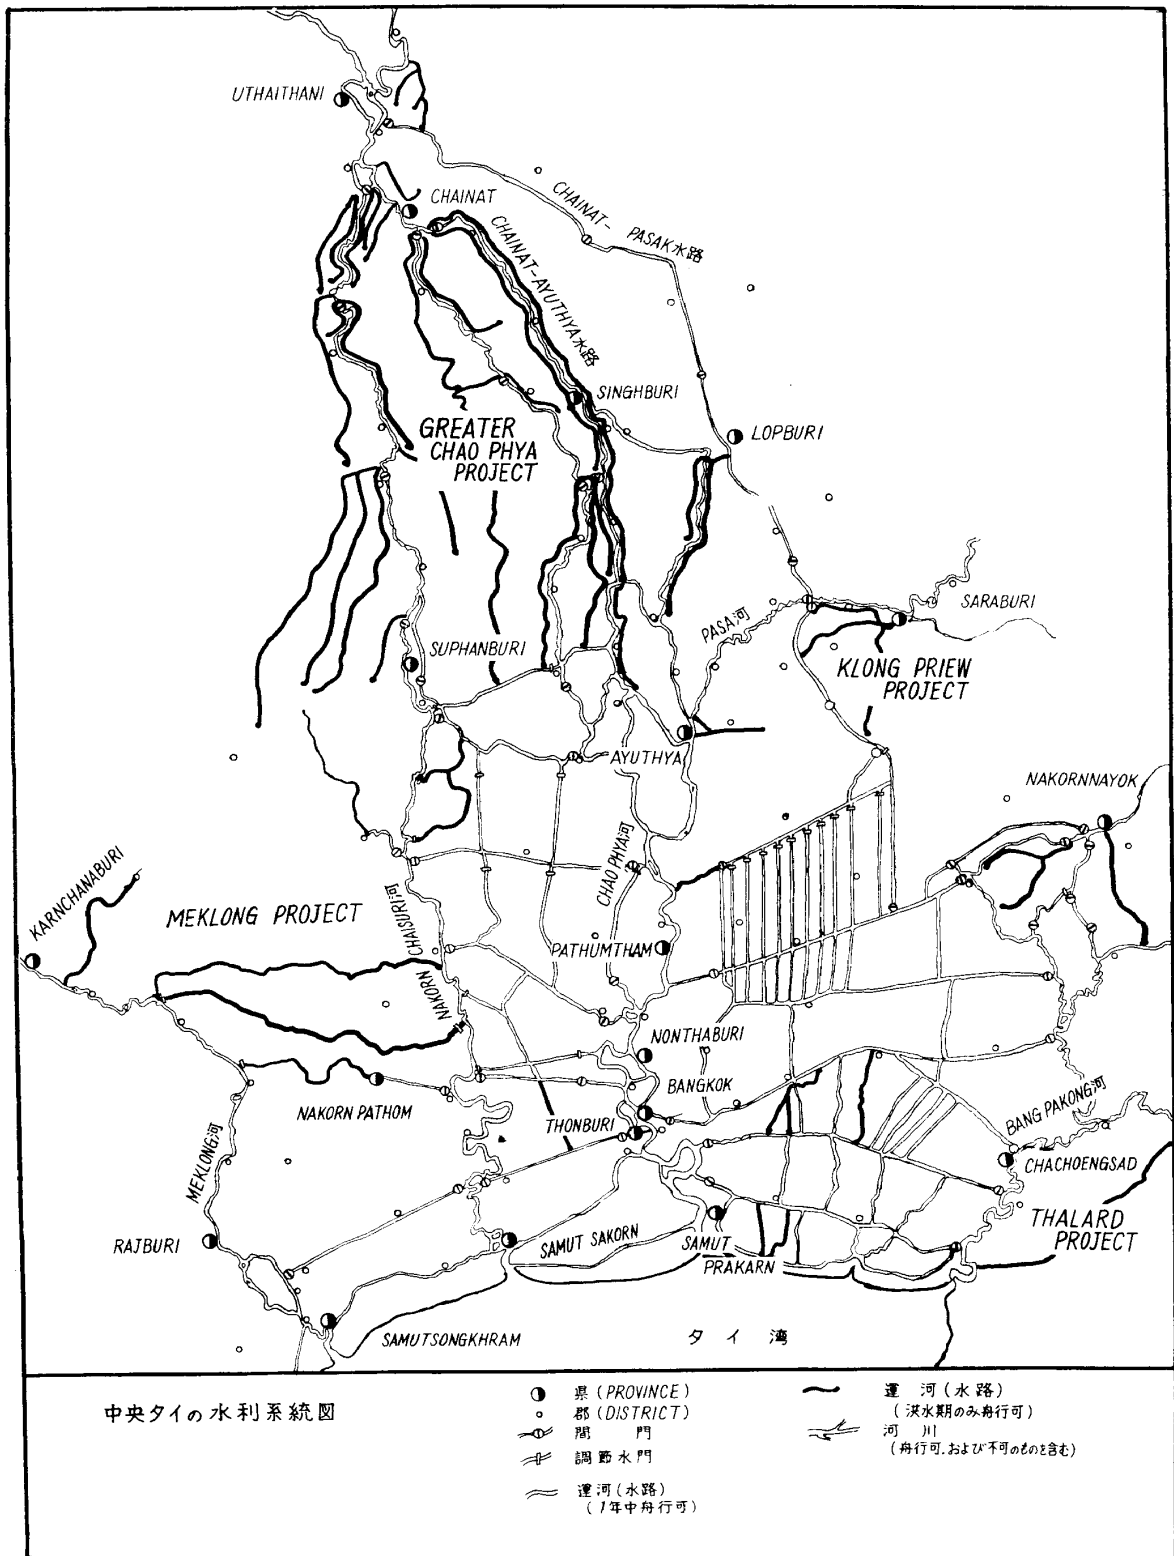 UTHAITHANI
CHAINAT
CHAINAT-
PASAK水路
CHAINAT-AYUTHYA水路
SINGHBURI
LOPBURI
GREATER
CHAO PHYA
PROJECT
SARABURI
PASA河
SUPHANBURI
KLONG PRIEW
PROJECT
AYUTHYA
NAKORNNAYOK
CHAO PHYA河
KARNCHANABURI
MEKLONG PROJECT
NAKORN CHAISURI河
PATHUMTHAM
NONTHABURI
BANGKOK
NAKORN PATHOM
THONBURI
BANG PAKONG河
CHACHOENGSAD
MEKLONG河
THALARD
PROJECT
RAJBURI
SAMUT SAKORN
SAMUT
PRAKARN
SAMUTSONGKHRAM
タイ湾
中央タイの水利系統図
県(PROVINCE)
郡(DISTRICT)
閘門
調節水門
運河(水路)
(1年中舟行可)
運河(水路)
(洪水期のみ舟行可)
河川
(舟行可.および不可のものを含む)